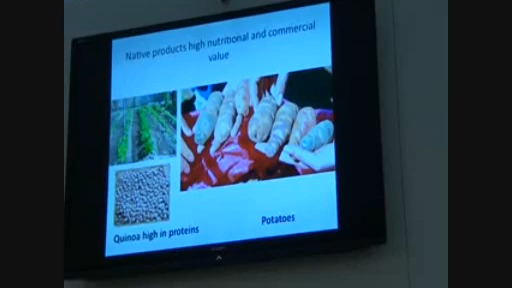 Native products high nutritional and commercial
value
Quinoa high in proteins
Potatoes